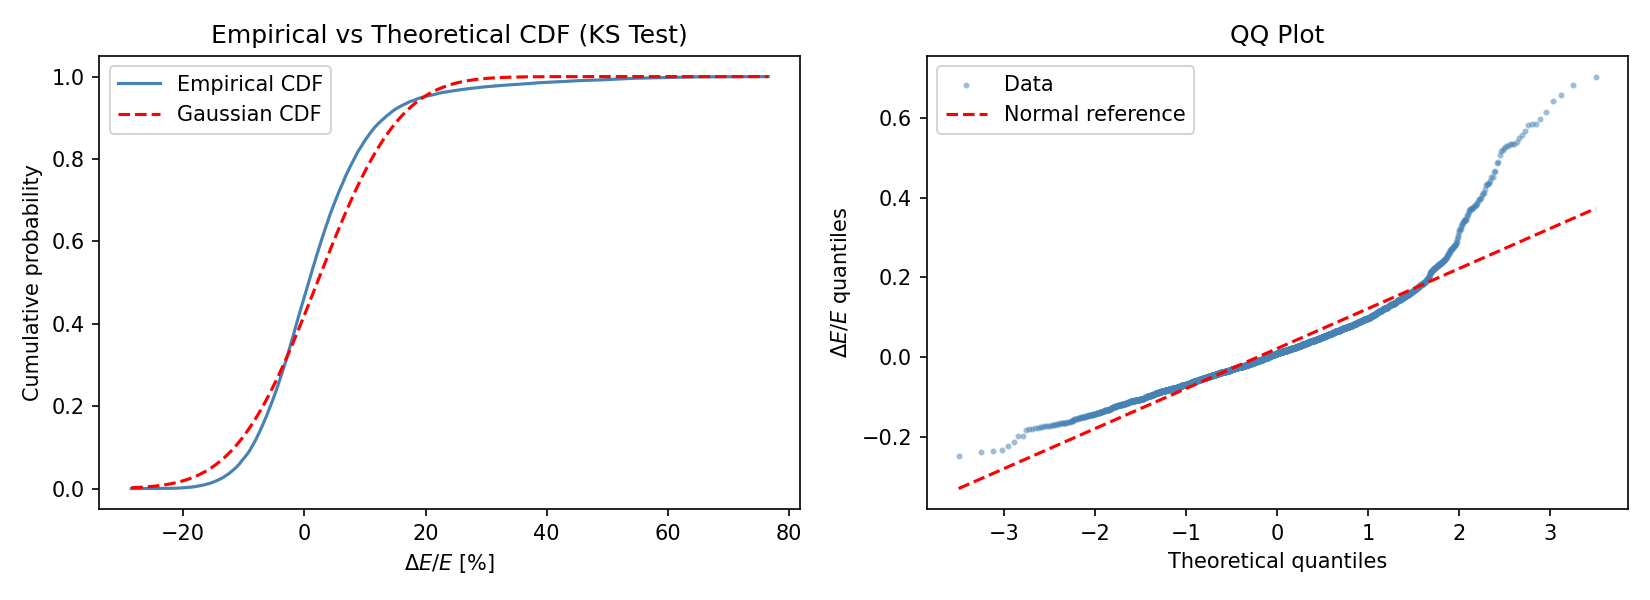 Empirical vs Theoretical CDF (KS Test)
Empirical CDF
Gaussian CDF
Cumulative probability
1.0
0.8
0.6
0.4
0.2
0.0
−20
0
20
40
60
80
ΔE/E [%]
QQ Plot
Data
Normal reference
ΔE/E quantiles
0.6
0.4
0.2
0.0
−0.2
−3
−2
−1
0
1
2
3
Theoretical quantiles